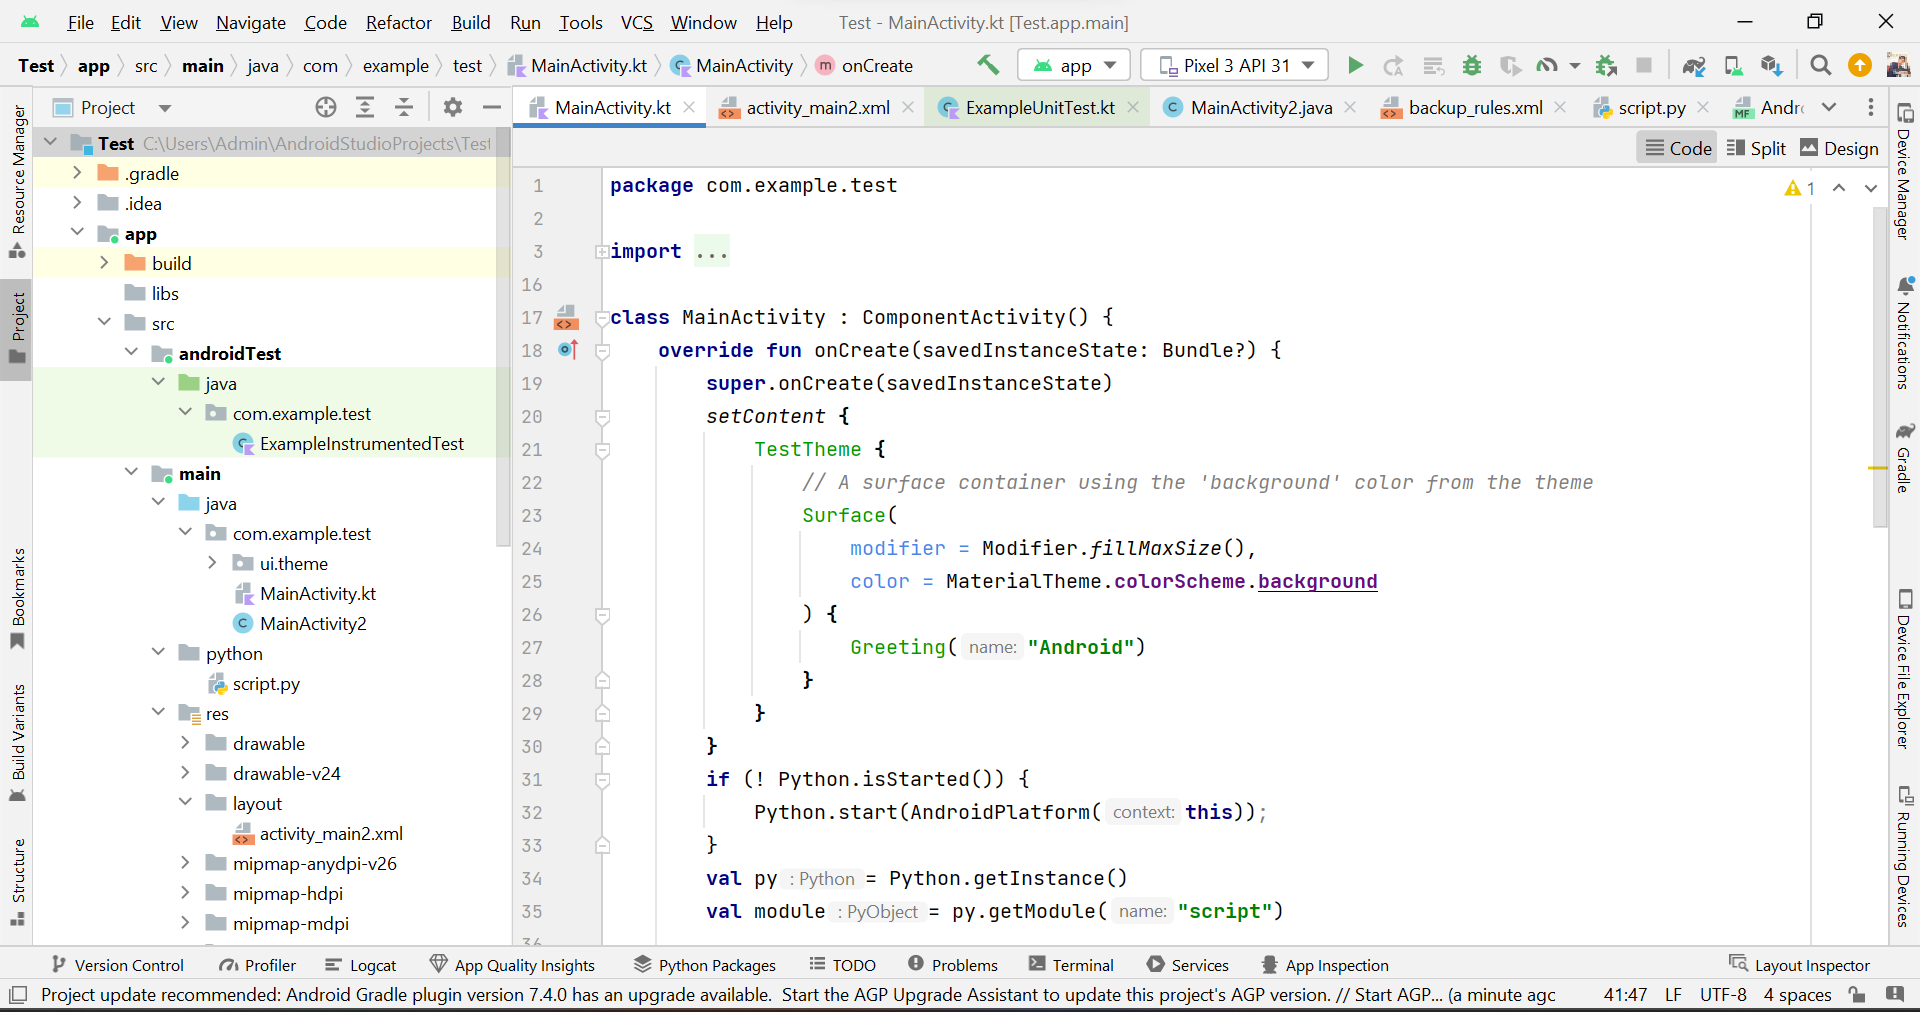 File Edit View Navigate Code Refactor Build Run Tools VCS Window Help Test - MainActivity.kt [Test.app.main]
Test app src main java com example test MainActivity.kt MainActivity m onCreate app Pixel 3 API 31
Project MainActivity.kt activity_main2.xml ExampleUnitTest.kt MainActivity2.java backup_rules.xml script.py Andr
Code Split Design
Resource Manager
Project
Bookmarks
Build Variants
Structure
Test C:\Users\Admin\AndroidStudioProjects\Test
.gradle
.idea
app
build
libs
src
androidTest
java
com.example.test
ExampleInstrumentedTest
main
java
com.example.test
ui.theme
MainActivity.kt
MainActivity2
python
script.py
res
drawable
drawable-v24
layout
activity_main2.xml
mipmap-anydpi-v26
mipmap-hdpi
mipmap-mdpi
1 package com.example.test
2
3 import ...
16
17 class MainActivity : ComponentActivity() {
18 override fun onCreate(savedInstanceState: Bundle?) {
19 super.onCreate(savedInstanceState)
20 setContent {
21 TestTheme {
22 // A surface container using the 'background' color from the theme
23 Surface(
24 modifier = Modifier.fillMaxSize(),
25 color = MaterialTheme.colorScheme.background
26 ) {
27 Greeting( name: "Android")
28 }
29 }
30 }
31 if (! Python.isStarted()) {
32 Python.start(AndroidPlatform( context: this));
33 }
34 val py : Python = Python.getInstance()
35 val module : PyObject = py.getModule( name: "script")
36
1
Device Manager
Notifications
Gradle
Device File Explorer
Running Devices
Version Control Profiler Logcat App Quality Insights Python Packages TODO Problems Terminal Services App Inspection Layout Inspector
Project update recommended: Android Gradle plugin version 7.4.0 has an upgrade available. Start the AGP Upgrade Assistant to update this project's AGP version. // Start AGP... (a minute agc 41:47 LF UTF-8 4 spaces